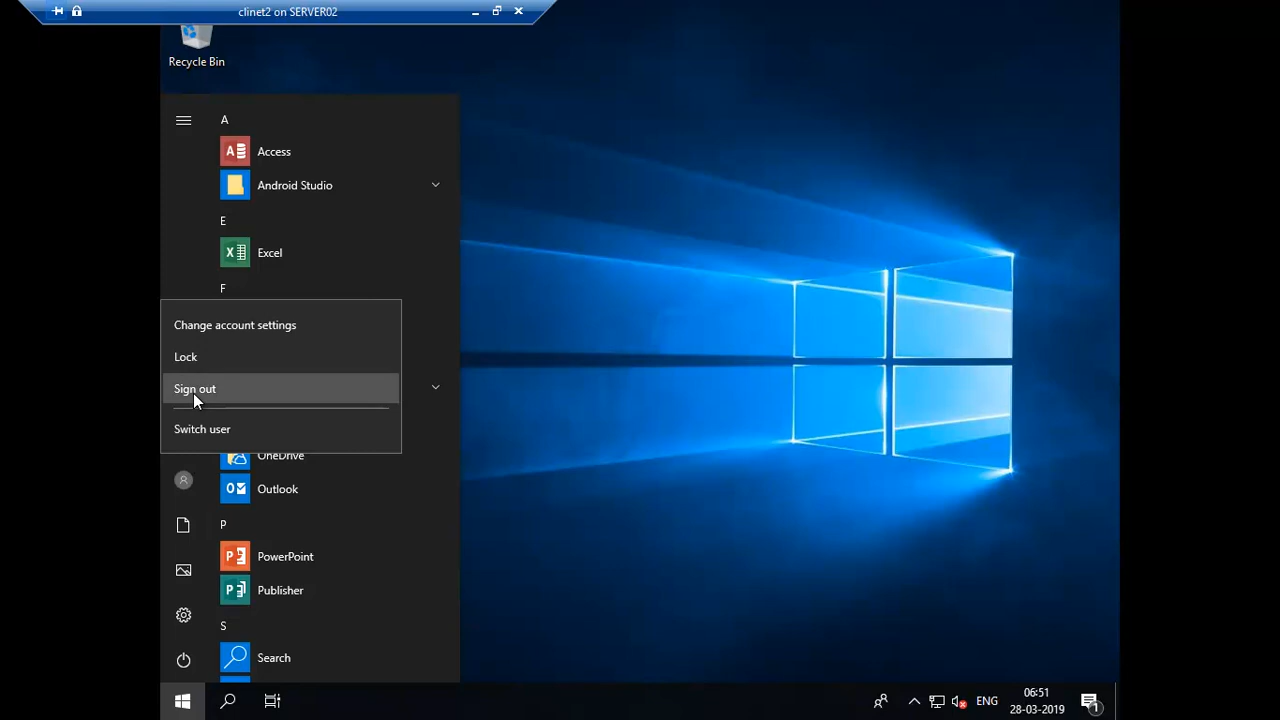 clinet2 on SERVER02
Recycle Bin
A
Access
Android Studio
E
Excel
F
Change account settings
Lock
Sign out
Switch user
OneDrive
Outlook
P
PowerPoint
Publisher
S
Search
ENG
06:51
28-03-2019
1